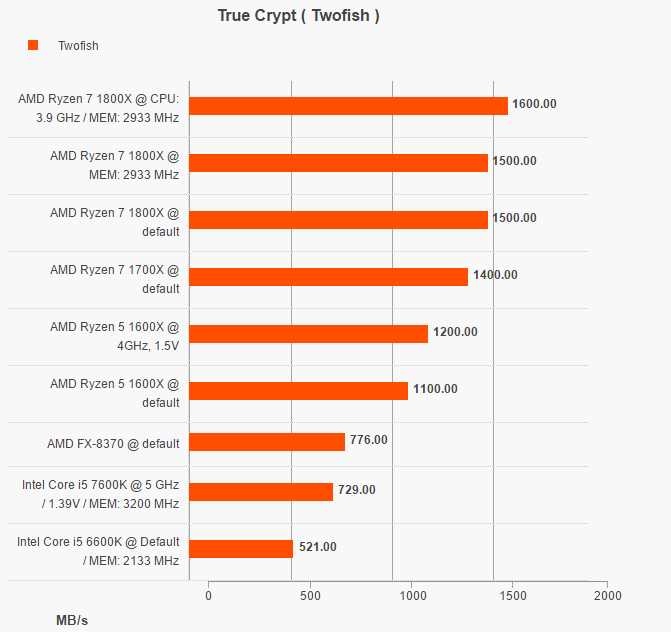 True Crypt ( Twofish )
Twofish
AMD Ryzen 7 1800X @ CPU:
3.9 GHz / MEM: 2933 MHz
1600.00
AMD Ryzen 7 1800X @
MEM: 2933 MHz
1500.00
AMD Ryzen 7 1800X @
default
1500.00
AMD Ryzen 7 1700X @
default
1400.00
AMD Ryzen 5 1600X @
4GHz, 1.5V
1200.00
AMD Ryzen 5 1600X @
default
1100.00
AMD FX-8370 @ default
776.00
Intel Core i5 7600K @ 5 GHz
/ 1.39V / MEM: 3200 MHz
729.00
Intel Core i5 6600K @ Default
/ MEM: 2133 MHz
521.00
0 500 1000 1500 2000
MB/s